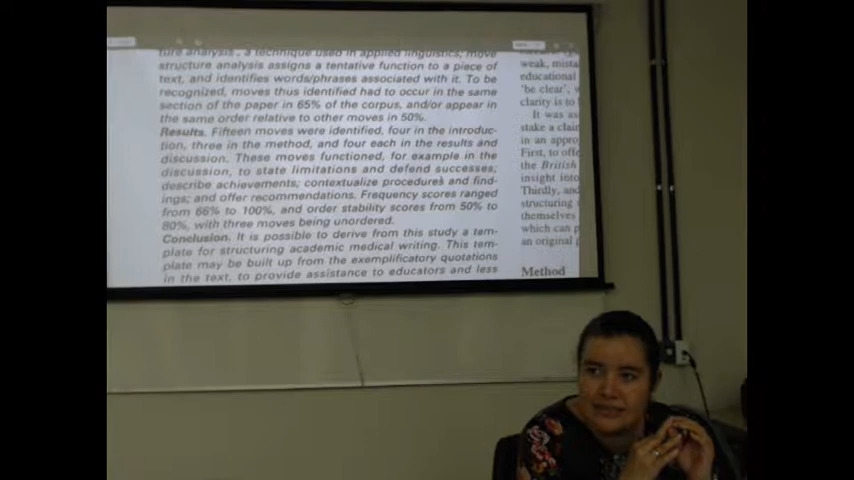 ture analysis', a technique used in applied linguistics; move
structure analysis assigns a tentative function to a piece of
text, and identifies words/phrases associated with it. To be
recognized, moves thus identified had to occur in the same
section of the paper in 65% of the corpus, and/or appear in
the same order relative to other moves in 50%.
Results. Fifteen moves were identified, four in the introduc-
tion, three in the method, and four each in the results and
discussion. These moves functioned, for example in the
discussion, to state limitations and defend successes;
describe achievements; contextualize procedures and find-
ings; and offer recommendations. Frequency scores ranged
from 66% to 100%, and order stability scores from 50% to
80%, with three moves being unordered.
Conclusion. It is possible to derive from this study a tem-
plate for structuring academic medical writing. This tem-
plate may be built up from the exemplificatory quotations
in the text, to provide assistance to educators and less
weak, mista
educational
'be clear', w
clarity is to
It was as
stake a clai
in an appro
First, to offe
the British
insight into
Thirdly, and
structuring
themselves
which can p
an original p
Method